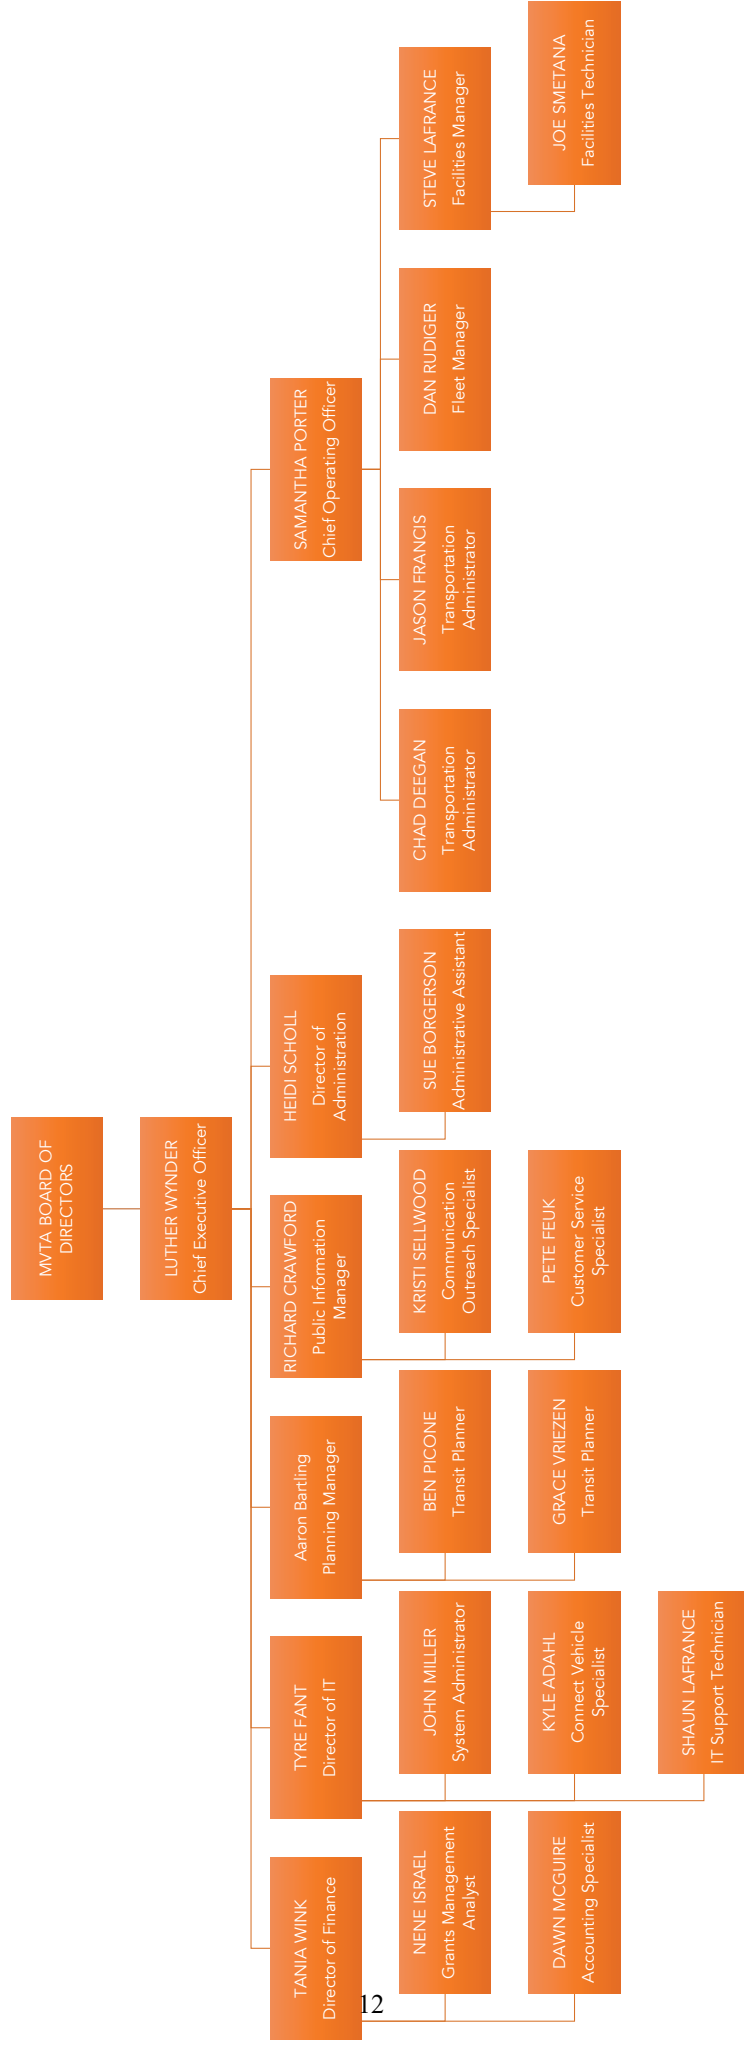 MVTA BOARD OF
DIRECTORS
LUTHER WYNDER
Chief Executive Officer
TANIA WINK
Director of Finance
NENE ISRAEL
Grants Management
Analyst
DAWN MCGUIRE
Accounting Specialist
TYRE FANT
Director of IT
JOHN MILLER
System Administrator
KYLE ADAHL
Connect Vehicle
Specialist
SHAUN LAFRANCE
IT Support Technician
Aaron Bartling
Planning Manager
BEN PICONE
Transit Planner
GRACE VRIEZEN
Transit Planner
RICHARD CRAWFORD
Public Information
Manager
KRISTI SELLWOOD
Communication
Outreach Specialist
PETE FEUK
Customer Service
Specialist
HEIDI SCHOLL
Director of
Administration
SUE BORGERSON
Administrative Assistant
SAMANTHA PORTER
Chief Operating Officer
CHAD DEEGAN
Transportation
Administrator
JASON FRANCIS
Transportation
Administrator
DAN RUDIGER
Fleet Manager
STEVE LAFRANCE
Facilities Manager
JOE SMETANA
Facilities Technician
12